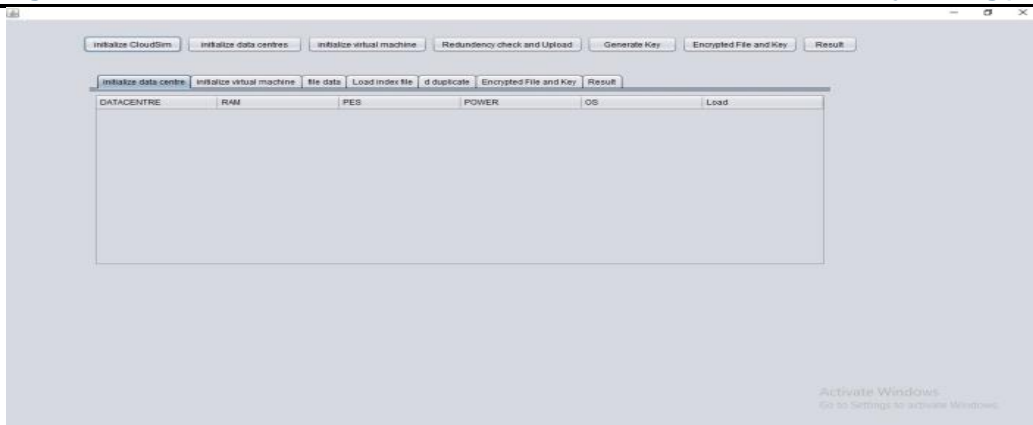 initialize CloudSim initialize data centres initialize virtual machine Redundency check and Upload Generate Key Encrypted File and Key Result
initialize data centre initialize virtual machine file data Load index file d duplicate Encrypted File and Key Result
DATACENTRE RAM PES POWER OS Load
Activate Windows
Go to Settings to activate Windows.